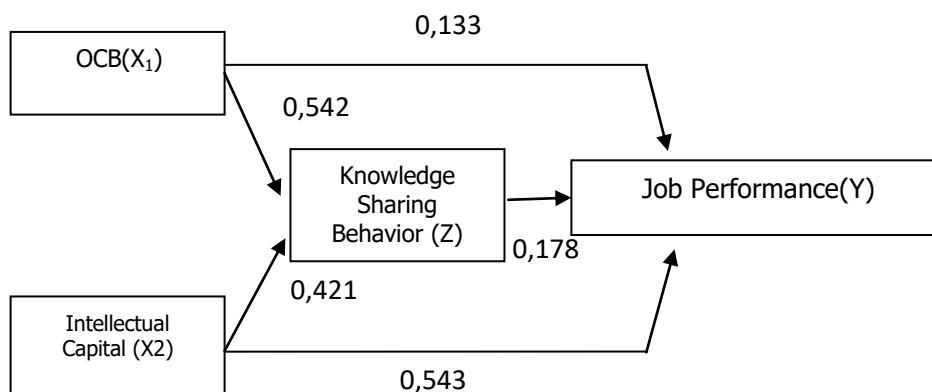 0,133
OCB(X₁)
0,542
Knowledge
Sharing
Behavior (Z)
Job Performance(Y)
0,178
0,421
Intellectual
Capital (X2)
0,543